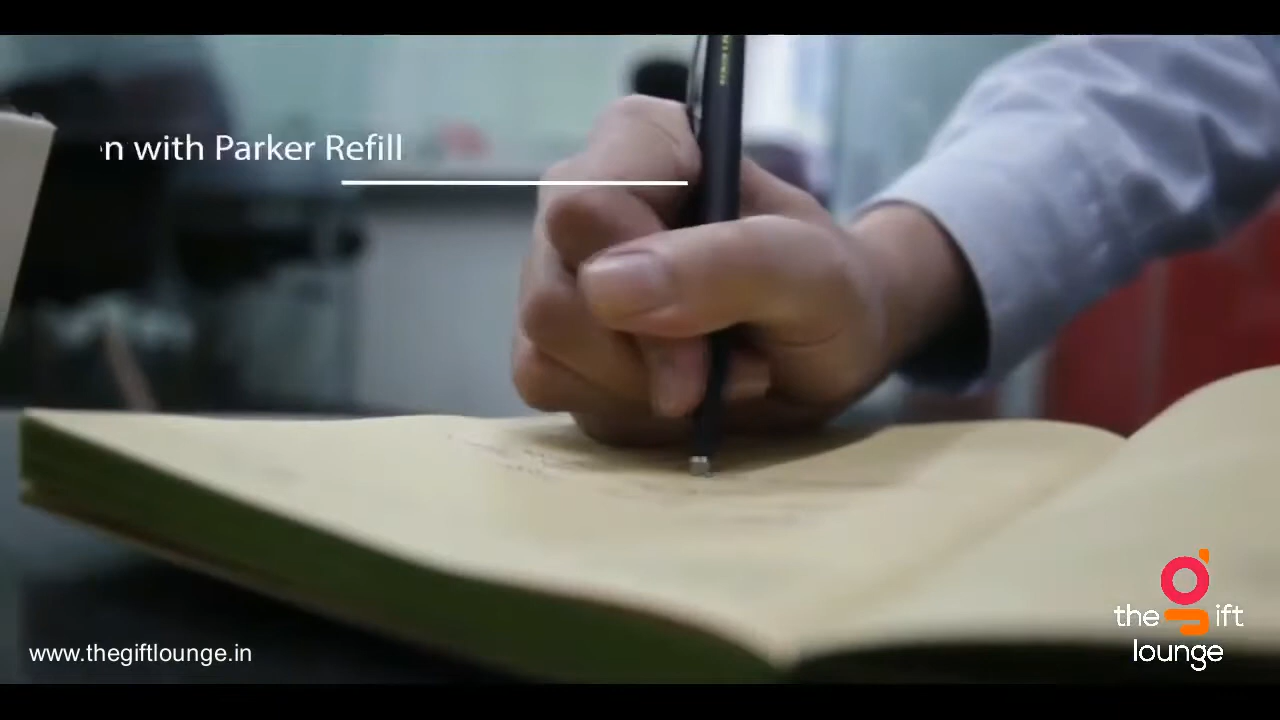 n with Parker Refill
www.thegiftlounge.in
the gift
lounge